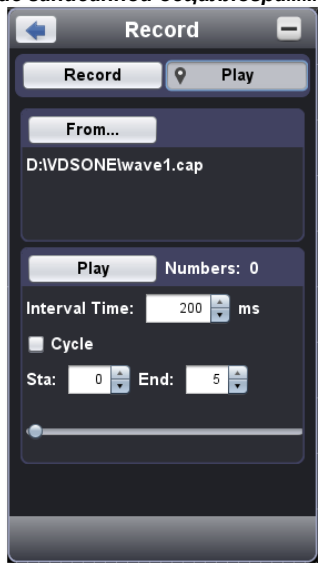 Record
Record Play
From...
D:\VDSONE\wave1.cap
Play Numbers: 0
Interval Time: 200 ms
Cycle
Sta: 0 End: 5